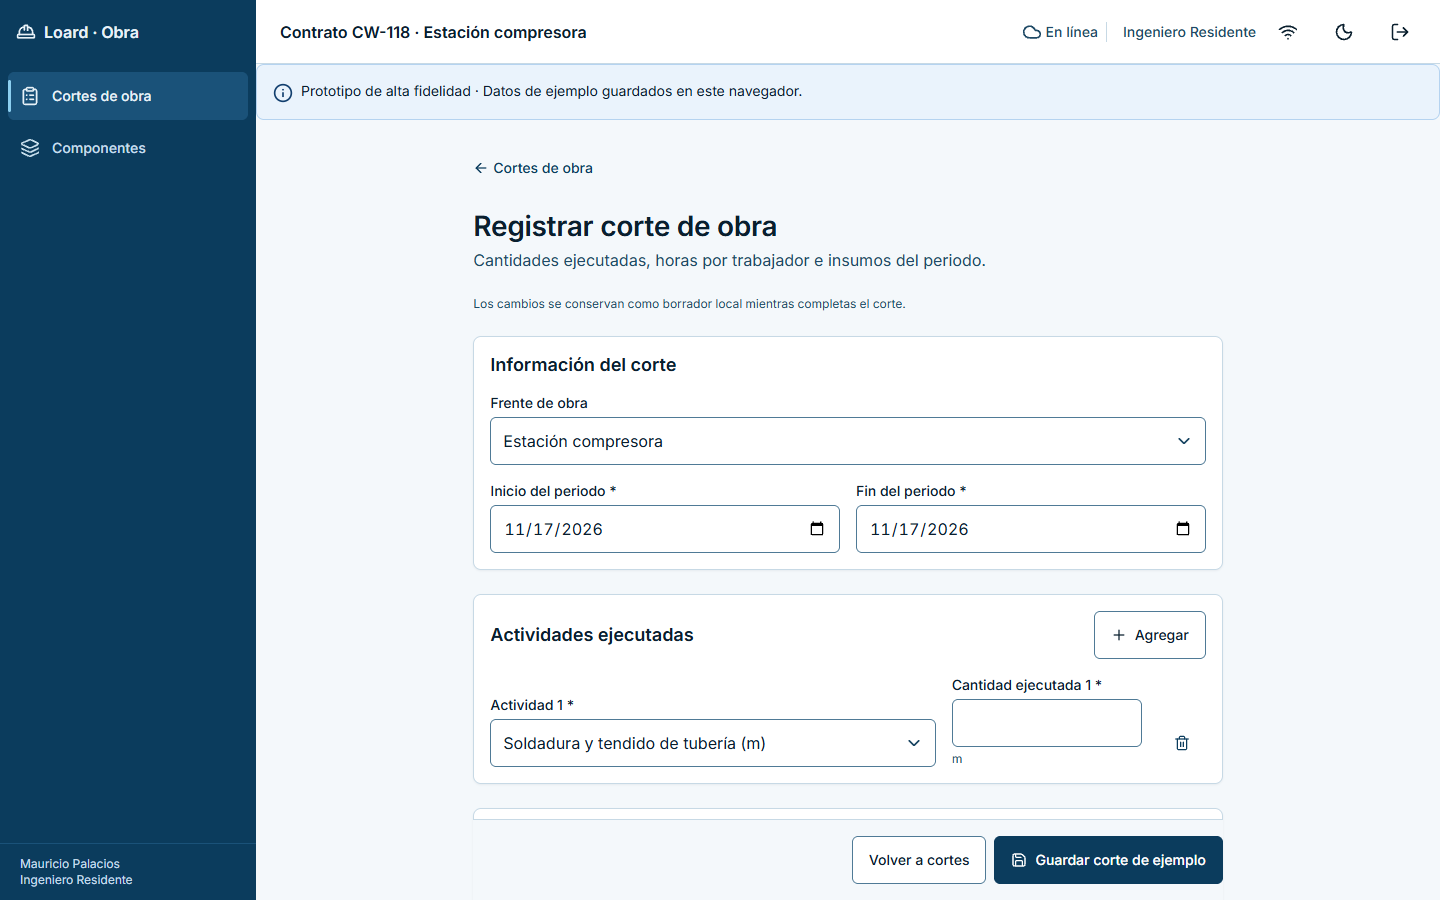 Loard · Obra
Contrato CW-118 · Estación compresora
En línea
Ingeniero Residente
Cortes de obra
Componentes
Prototipo de alta fidelidad · Datos de ejemplo guardados en este navegador.
Cortes de obra
Registrar corte de obra
Cantidades ejecutadas, horas por trabajador e insumos del periodo.
Los cambios se conservan como borrador local mientras completas el corte.
Información del corte
Frente de obra
Estación compresora
Inicio del periodo *
Fin del periodo *
11/17/2026
11/17/2026
Actividades ejecutadas
Agregar
Actividad 1 *
Cantidad ejecutada 1 *
Soldadura y tendido de tubería (m)
m
Volver a cortes
Guardar corte de ejemplo
Mauricio Palacios
Ingeniero Residente